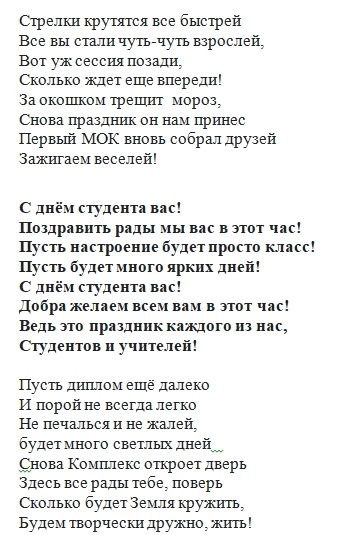 Стрелки крутятся все быстрей
Все вы стали чуть-чуть взрослей,
Вот уж сессия позади,
Сколько ждет еще впереди!
За окошком трещит мороз,
Снова праздник он нам принес
Первый МОК вновь собрал друзей
Зажигаем веселей!
С днём студента вас!
Поздравить рады мы вас в этот час!
Пусть настроение будет просто класс!
Пусть будет много ярких дней!
С днём студента вас!
Добра желаем всем вам в этот час!
Ведь это праздник каждого из нас,
Студентов и учителей!
Пусть диплом ещё далеко
И порой не всегда легко
Не печалься и не жалей,
будет много светлых дней
Снова Комплекс откроет дверь
Здесь все рады тебе, поверь
Сколько будет Земля кружить,
Будем творчески дружно, жить!